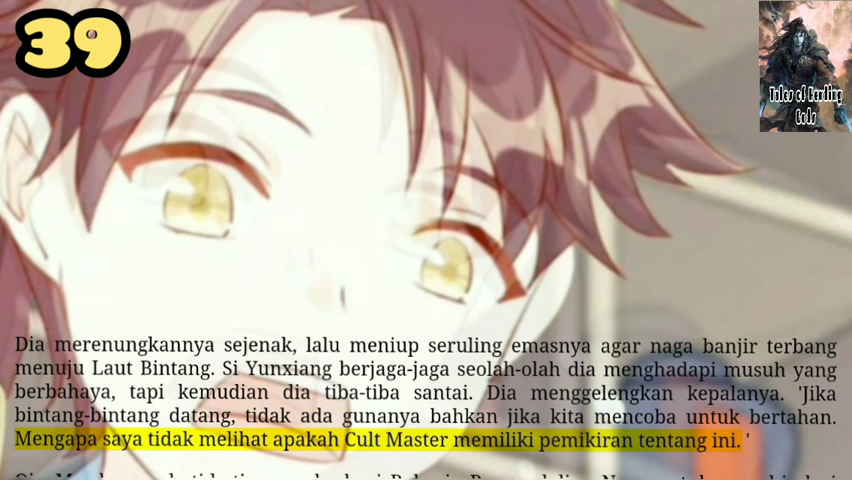 39
Tales of Herding
Gods
Dia merenungkannya sejenak, lalu meniup seruling emasnya agar naga banjir terbang
menuju Laut Bintang. Si Yunxiang berjaga-jaga seolah-olah dia menghadapi musuh yang
berbahaya, tapi kemudian dia tiba-tiba santai. Dia menggelengkan kepalanya. 'Jika
bintang-bintang datang, tidak ada gunanya bahkan jika kita mencoba untuk bertahan.
Mengapa saya tidak melihat apakah Cult Master memiliki pemikiran tentang ini. '